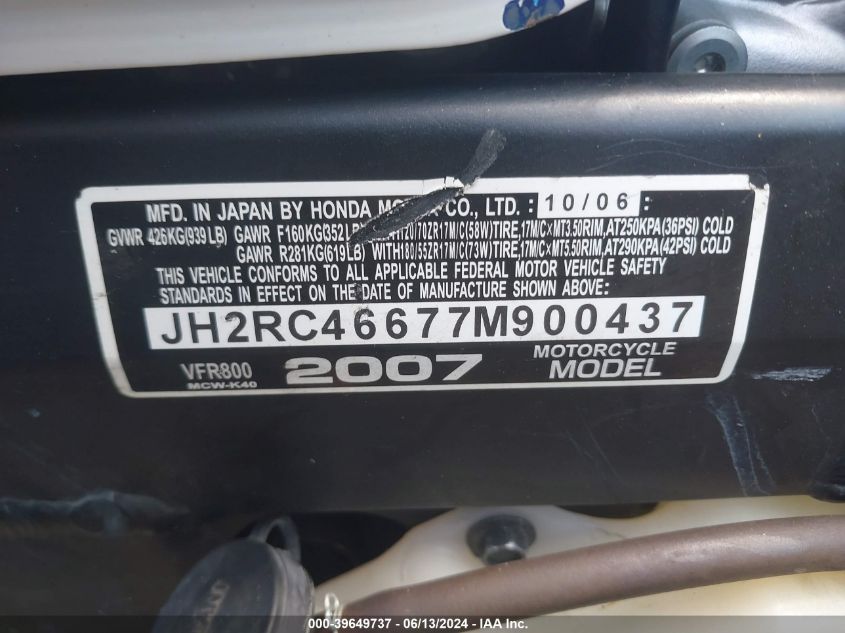 MFD. IN JAPAN BY HONDA CO., LTD. : 10/06 :
GVWR 426KG(939LB) GAWR F160KG(352LB) 120/70ZR17M/C(58W)TIRE,17M/C×MT3.50RIM,AT250KPA(36PSI) COLD
GAWR R281KG(619LB) WITH180/55ZR17M/C(73W)TIRE,17M/C×MT5.50RIM,AT290KPA(42PSI) COLD
THIS VEHICLE CONFORMS TO ALL APPLICABLE FEDERAL MOTOR VEHICLE SAFETY
STANDARDS IN EFFECT ON THE DATE OF MANUFACTURE SHOWN ABOVE:
JH2RC46677M900437
VFR800 2007 MOTORCYCLE
MCW-K40 MODEL
000-39649737 - 06/13/2024 - IAA Inc.